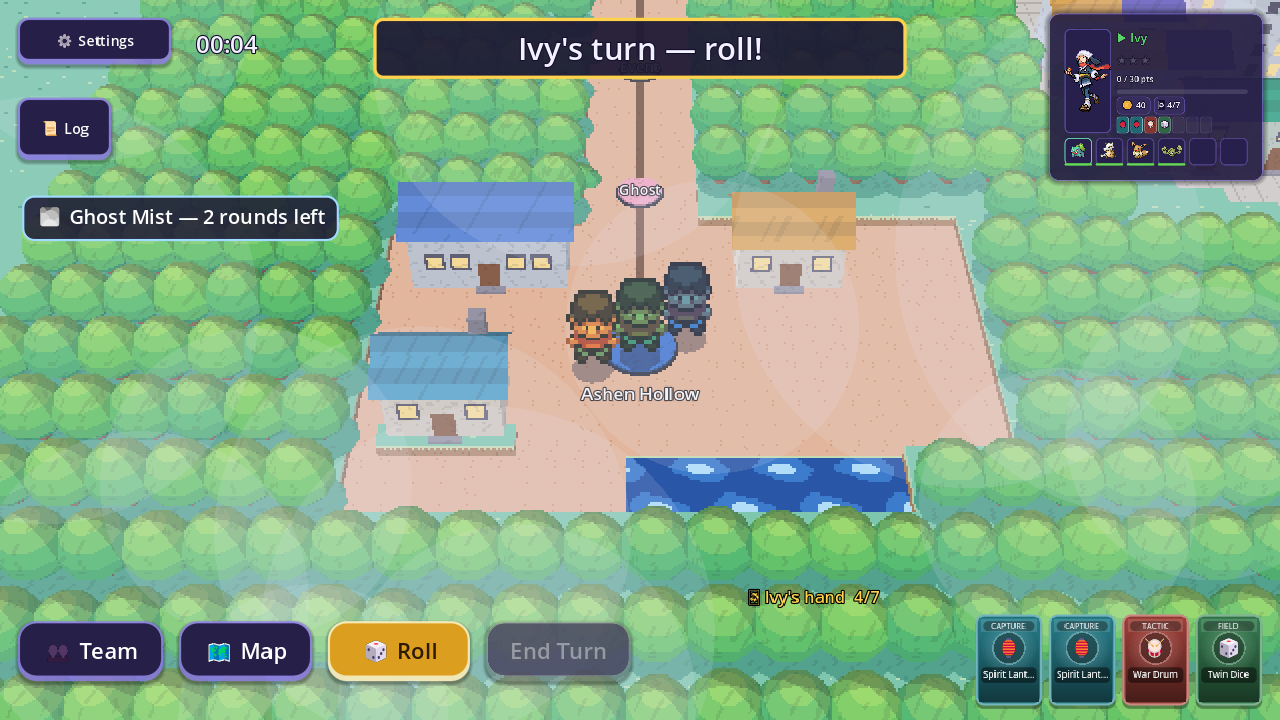 Settings
00:04
Ivy's turn — roll!
Ivy
0 / 30 pts
40
4/7
Log
Ghost Mist — 2 rounds left
Ghost
Ashen Hollow
Ivy's hand 4/7
Team
Map
Roll
End Turn
CAPTURE
Spirit Lant...
CAPTURE
Spirit Lant...
TACTIC
War Drum
FIELD
Twin Dice